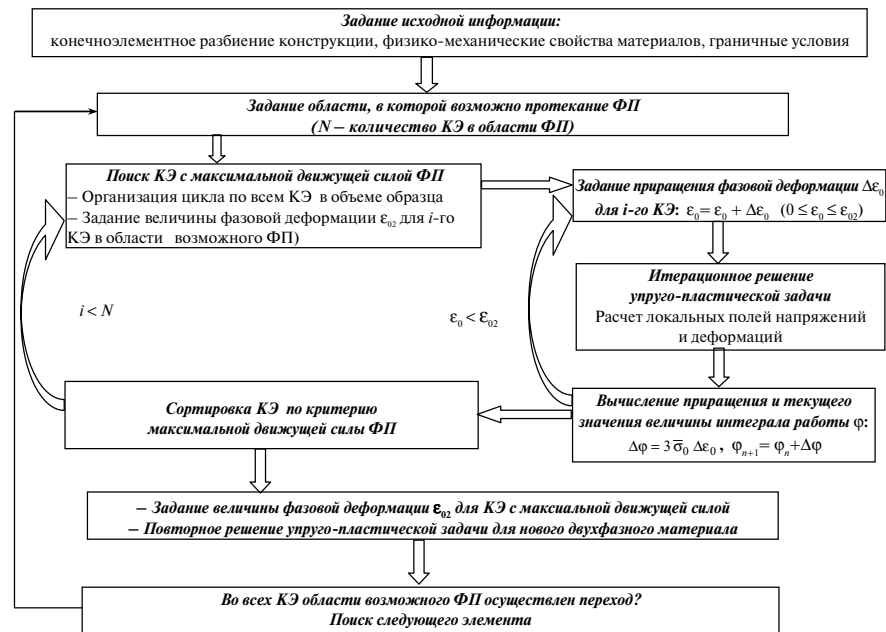 Задание исходной информации:
конечноэлементное разбиение конструкции, физико-механические свойства материалов, граничные условия
Задание области, в которой возможно протекание ФП
(N – количество КЭ в области ФП)
Поиск КЭ с максимальной движущей силой ФП
– Организация цикла по всем КЭ в объеме образца
– Задание величины фазовой деформации ε₀₂ для i-го
КЭ в области возможного ФП)
Задание приращения фазовой деформации Δε₀
для i-го КЭ: ε₀ = ε₀ + Δε₀ (0 ≤ ε₀ ≤ ε₀₂)
Итерационное решение
упруго-пластической задачи
Расчет локальных полей напряжений
и деформаций
i < N
ε₀ < ε₀₂
Сортировка КЭ по критерию
максимальной движущей силы ФП
Вычисление приращения и текущего
значения величины интеграла работы φ:
Δφ = 3 σ̅₀ Δε₀ , φₙ₊₁ = φₙ + Δφ
– Задание величины фазовой деформации ε₀₂ для КЭ с максиальной движущей силой
– Повторное решение упруго-пластической задачи для нового двухфазного материала
Во всех КЭ области возможного ФП осуществлен переход?
Поиск следующего элемента